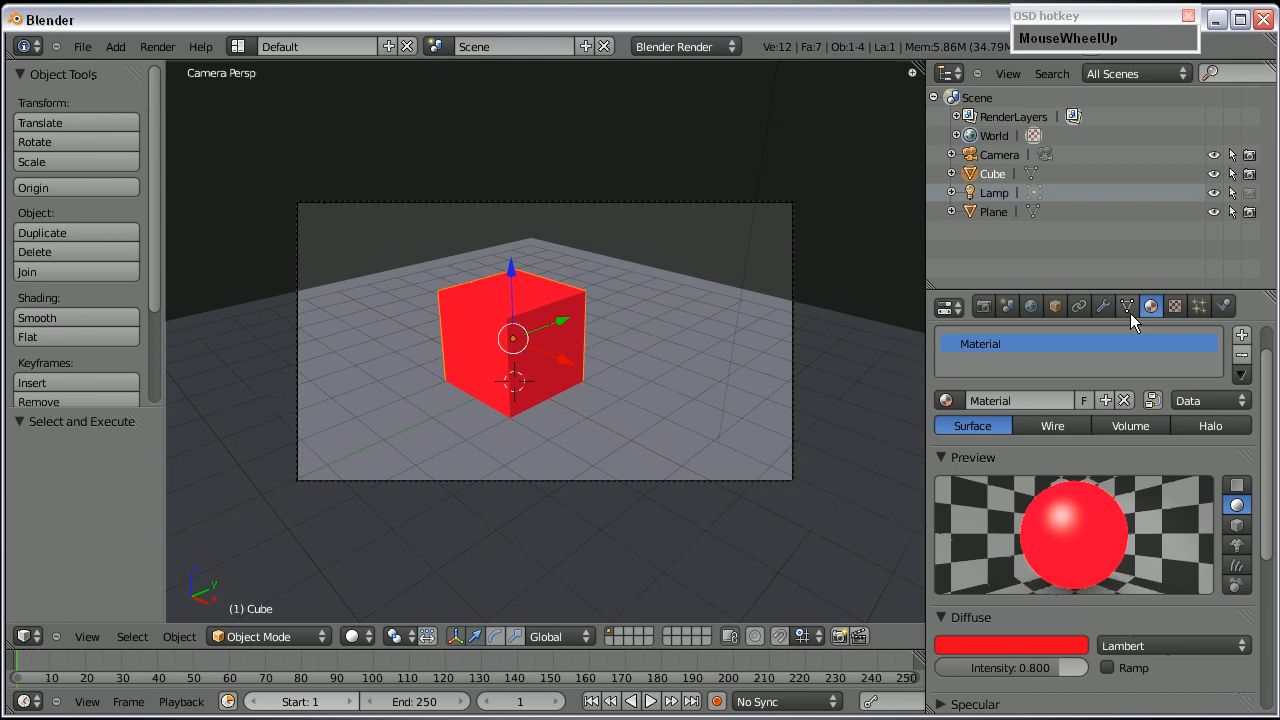 Blender
OSD hotkey
MouseWheelUp
File Add Render Help Default Scene Blender Render Ve:12 | Fa:7 | Ob:1-4 | La:1 | Mem:5.86M (34.79M
Object Tools
Transform:
Translate
Rotate
Scale
Origin
Object:
Duplicate
Delete
Join
Shading:
Smooth
Flat
Keyframes:
Insert
Remove
Select and Execute
Camera Persp
(1) Cube
View Search All Scenes
Scene
RenderLayers |
World |
Camera |
Cube |
Lamp |
Plane |
Material
Material F Data
Surface Wire Volume Halo
Preview
Diffuse
Lambert
Intensity: 0.800 Ramp
Specular
View Select Object Object Mode Global
10 20 30 40 50 60 70 80 90 100 110 120 130 140 150 160 170 180 190 200 210 220 230 240 250
View Frame Playback Start: 1 End: 250 1 No Sync